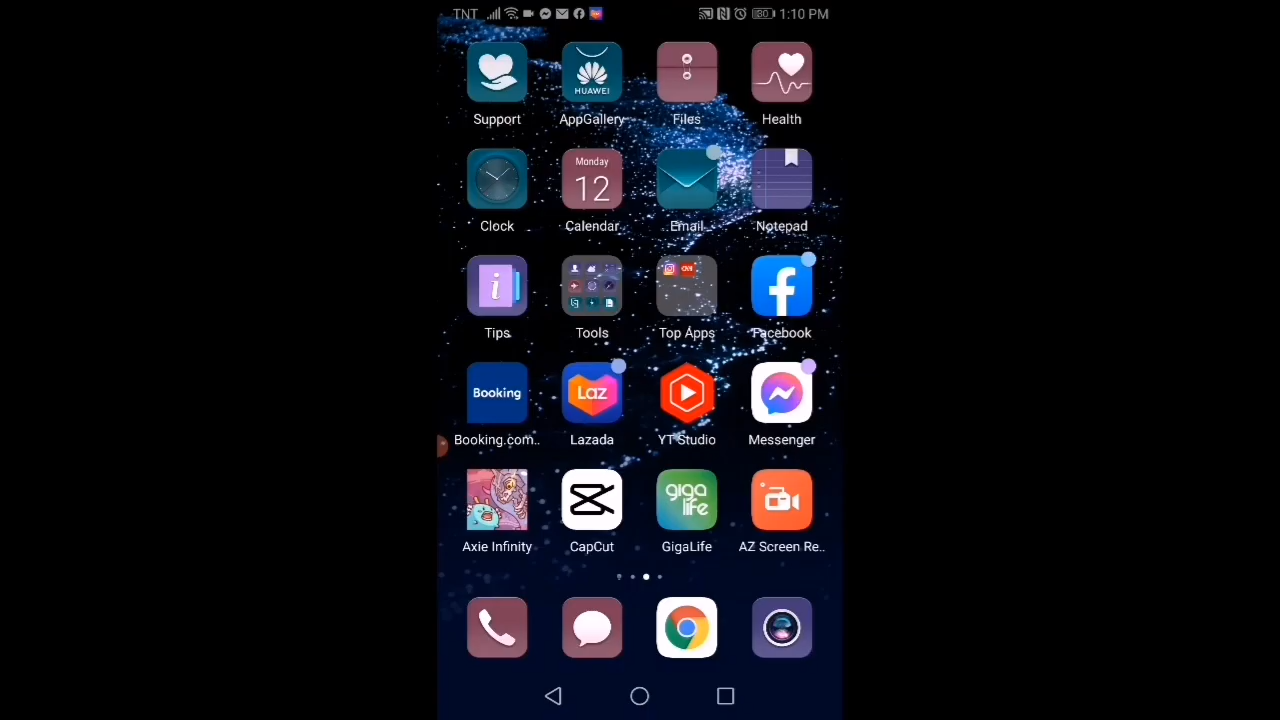 TNT 30 1:10 PM
HUAWEI
Support AppGallery Files Health
Monday
12
Clock Calendar Email Notepad
i
Tips Tools Top Apps Facebook
Booking Laz
Booking.com.. Lazada YT Studio Messenger
giga
life
Axie Infinity CapCut GigaLife AZ Screen Re..